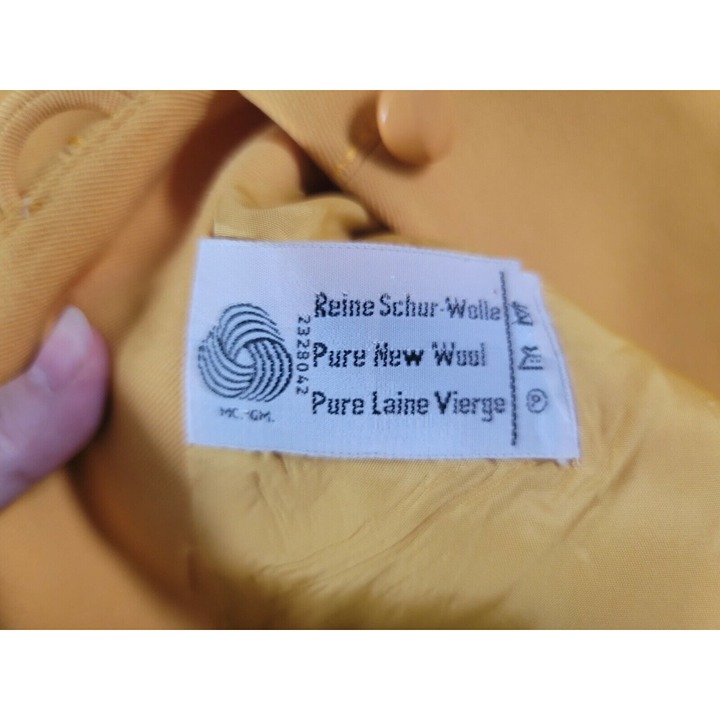 Reine Schur-Wolle
Pure New Wool
Pure Laine Vierge
2328042
MC.-GM.